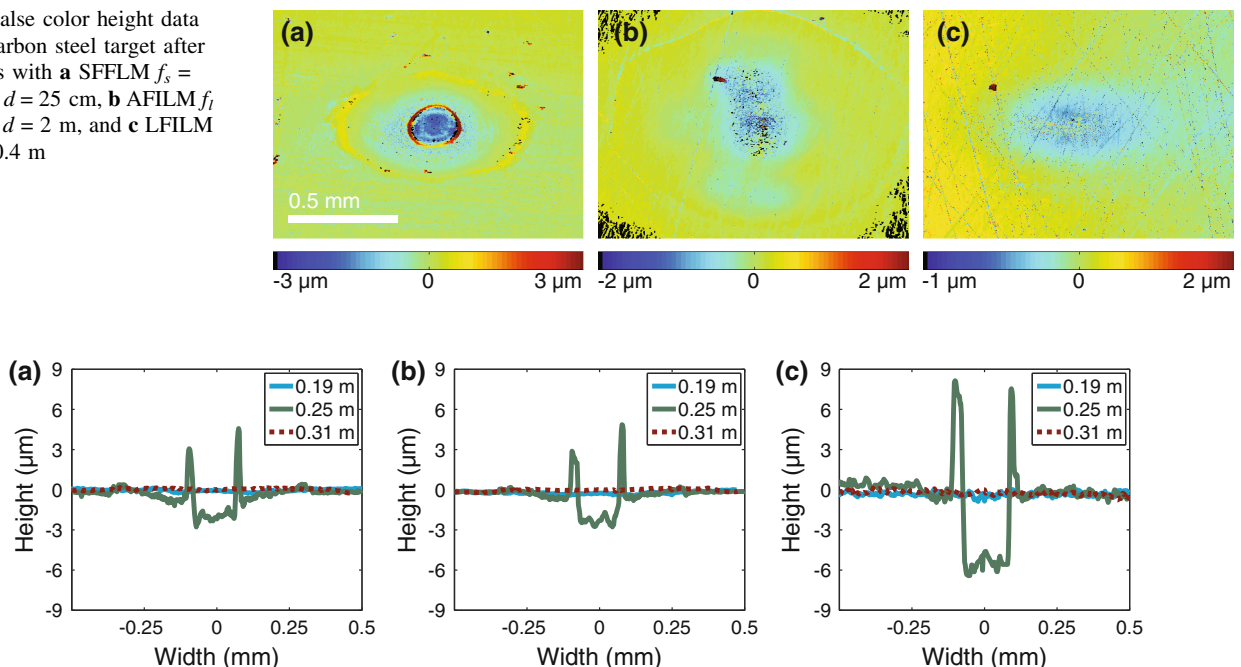 alse color height data
arbon steel target after
s with a SFFLM fs =
d = 25 cm, b AFILM fl
d = 2 m, and c LFILM
0.4 m
(a)
(b)
(c)
0.5 mm
-3 µm 0 3 µm
-2 µm 0 2 µm
-1 µm 0 2 µm
(a)
9
6
3
0
-3
-6
-9
Height (µm)
0.19 m
0.25 m
0.31 m
-0.25 0 0.25 0.5
Width (mm)
(b)
9
6
3
0
-3
-6
-9
Height (µm)
0.19 m
0.25 m
0.31 m
-0.25 0 0.25 0.5
Width (mm)
(c)
9
6
3
0
-3
-6
-9
Height (µm)
0.19 m
0.25 m
0.31 m
-0.25 0 0.25 0.5
Width (mm)